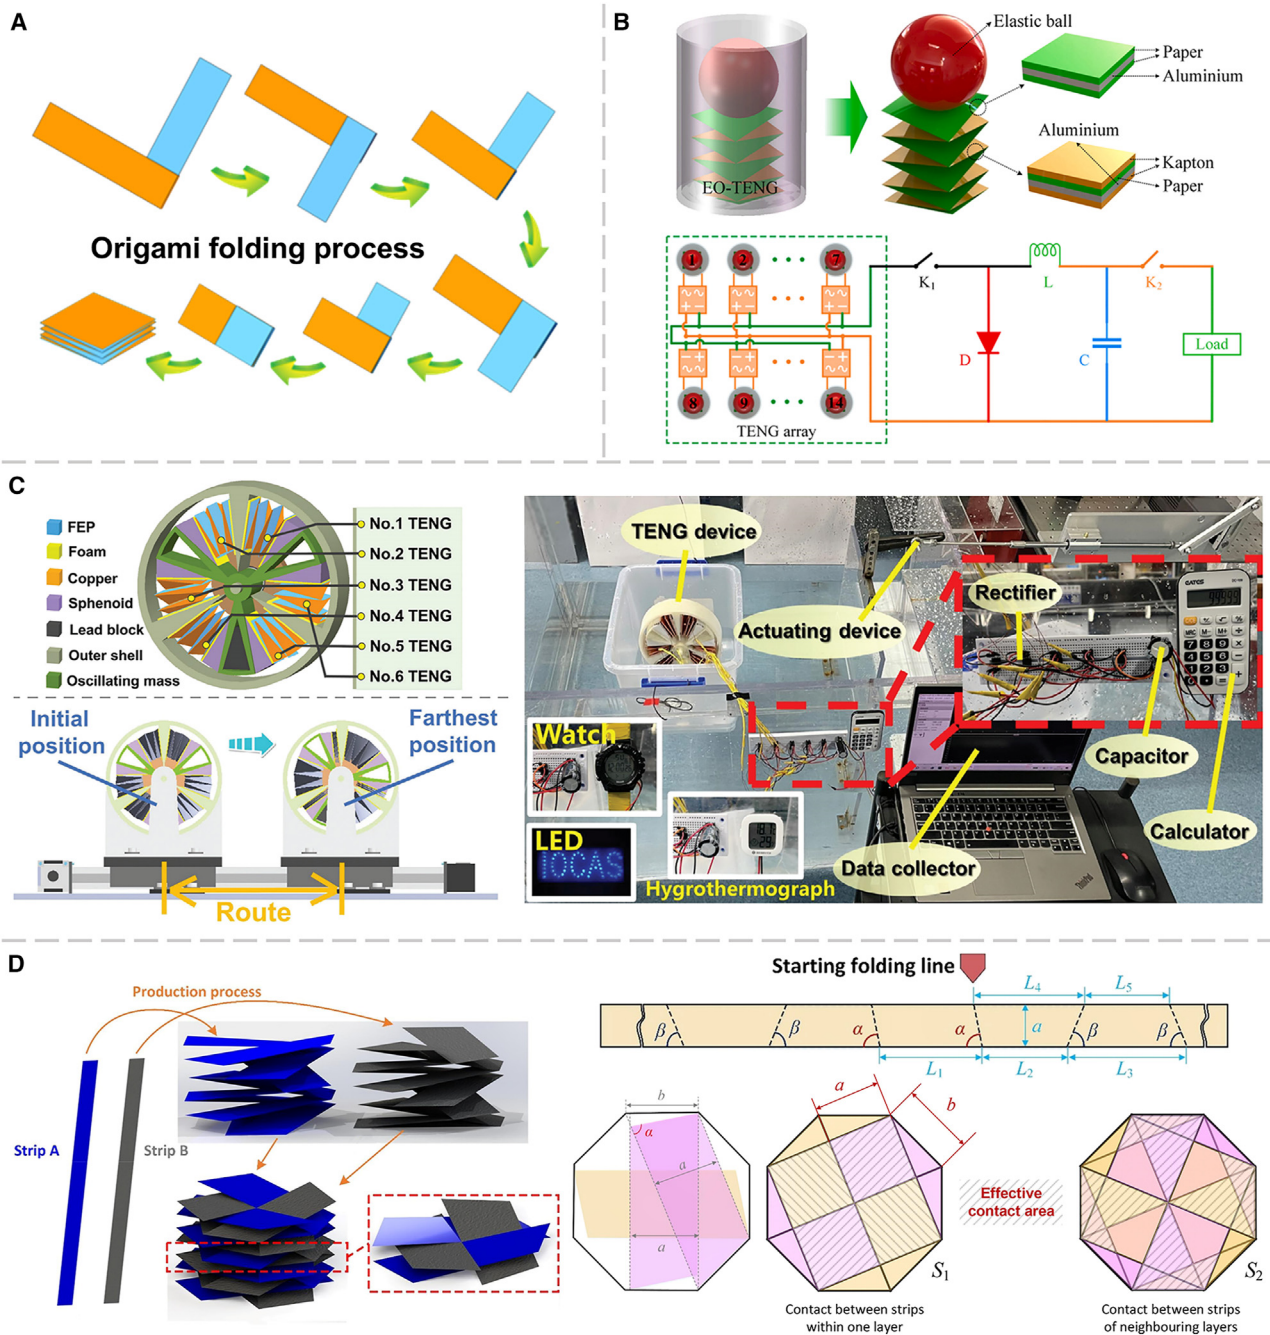 A
Origami folding process
B
Elastic ball
Paper
Aluminium
Aluminium
Kapton
Paper
EO-TENG
1
2
7
8
9
14
TENG array
K1
L
K2
D
C
Load
C
FEP
Foam
Copper
Sphenoid
Lead block
Outer shell
Oscillating mass
No.1 TENG
No.2 TENG
No.3 TENG
No.4 TENG
No.5 TENG
No.6 TENG
Initial
position
Farthest
position
Route
TENG device
Actuating device
Rectifier
Capacitor
Calculator
Data collector
Watch
LED
IOCAS
Hygrothermograph
ThinkPad
D
Production process
Strip A
Strip B
Starting folding line
L4
L5
β
β
α
α
a
β
β
L1
L2
L3
b
α
a
a
a
b
S1
Contact between strips
within one layer
Effective
contact area
S2
Contact between strips
of neighbouring layers